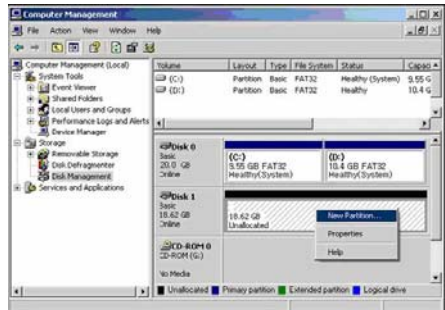 Computer Management
File Action View Window Help
Computer Management (Local)
System Tools
Event Viewer
Shared Folders
Local Users and Groups
Performance Logs and Alerts
Device Manager
Storage
Removable Storage
Disk Defragmenter
Disk Management
Services and Applications
Volume Layout Type File System Status Capaci
(C:) Partition Basic FAT32 Healthy (System) 9.55 G
(D:) Partition Basic FAT32 Healthy 10.4 G
Disk 0
Basic
20.0 GB
Online
(C:)
9.55 GB FAT32
Healthy(System)
(D:)
10.4 GB FAT32
Healthy(System)
Disk 1
Basic
18.62 GB
Online
18.62 GB
Unallocated
New Partition...
Properties
Help
CD-ROM 0
CD-ROM (G:)
No Media
Unallocated Primary partition Extended partition Logical drive